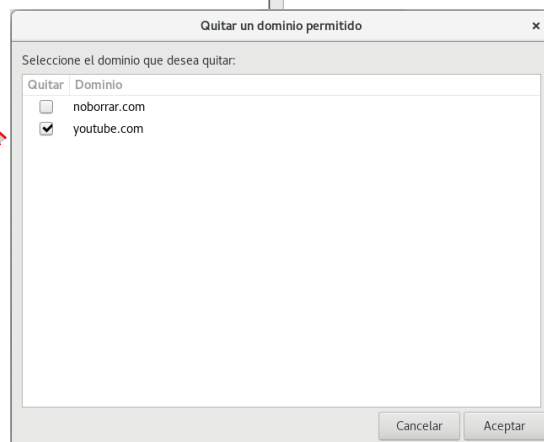 Quitar un dominio permitido
Seleccione el dominio que desea quitar:
Quitar Dominio
noborrar.com
youtube.com
Cancelar Aceptar